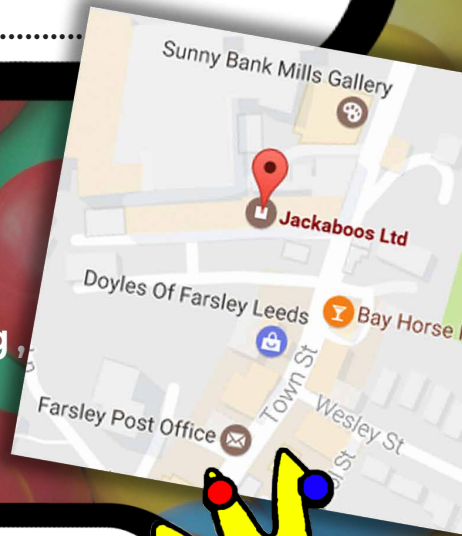 Sunny Bank Mills Gallery
Jackaboos Ltd
Doyles Of Farsley Leeds
Bay Horse
Town St
Wesley St
Farsley Post Office